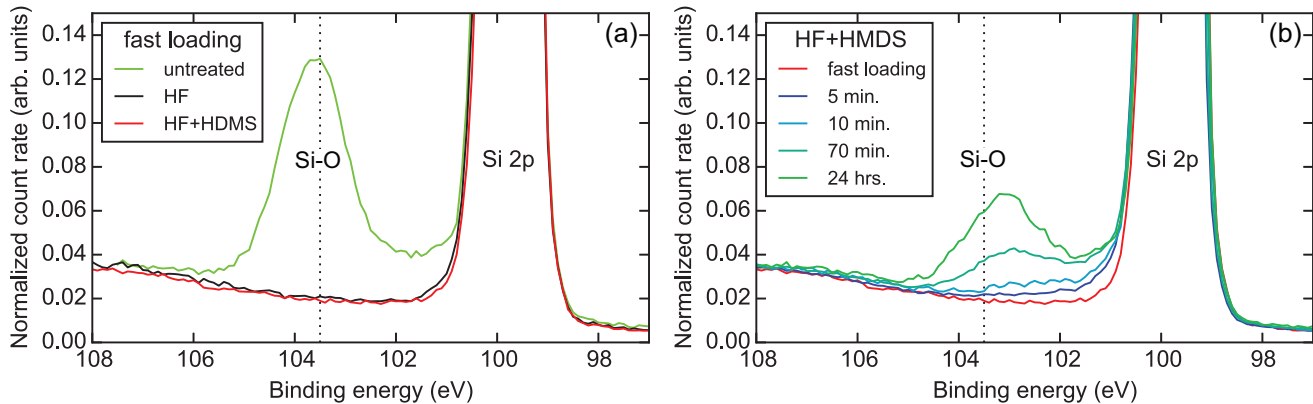 (a)
fast loading
untreated
HF
HF+HDMS
Si-O
Si 2p
0.14
0.12
0.10
0.08
0.06
0.04
0.02
0.00
108 106 104 102 100 98
Normalized count rate (arb. units)
Binding energy (eV)
(b)
HF+HMDS
fast loading
5 min.
10 min.
70 min.
24 hrs.
Si-O
Si 2p
0.14
0.12
0.10
0.08
0.06
0.04
0.02
0.00
108 106 104 102 100 98
Normalized count rate (arb. units)
Binding energy (eV)